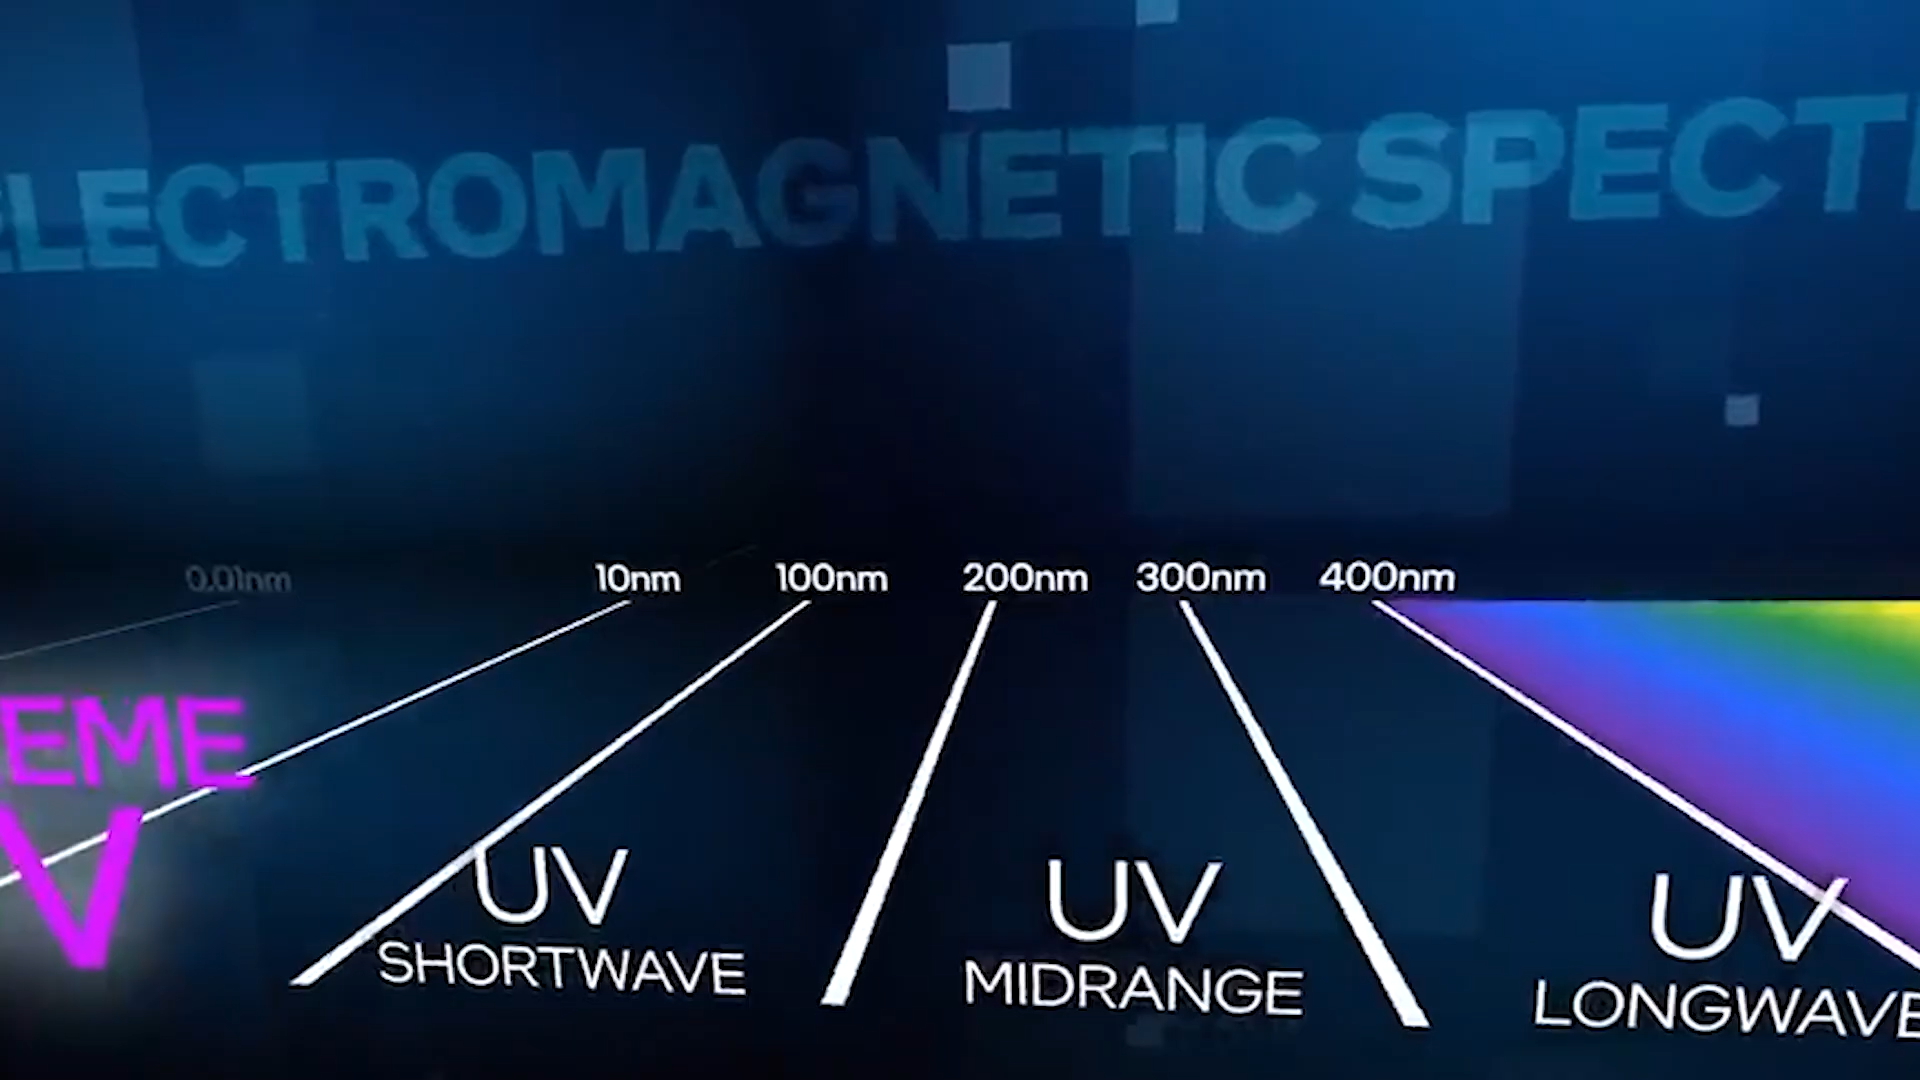 ELECTROMAGNETIC SPECT
0.01nm 10nm 100nm 200nm 300nm 400nm
EME
V
UV
SHORTWAVE
UV
MIDRANGE
UV
LONGWAVE